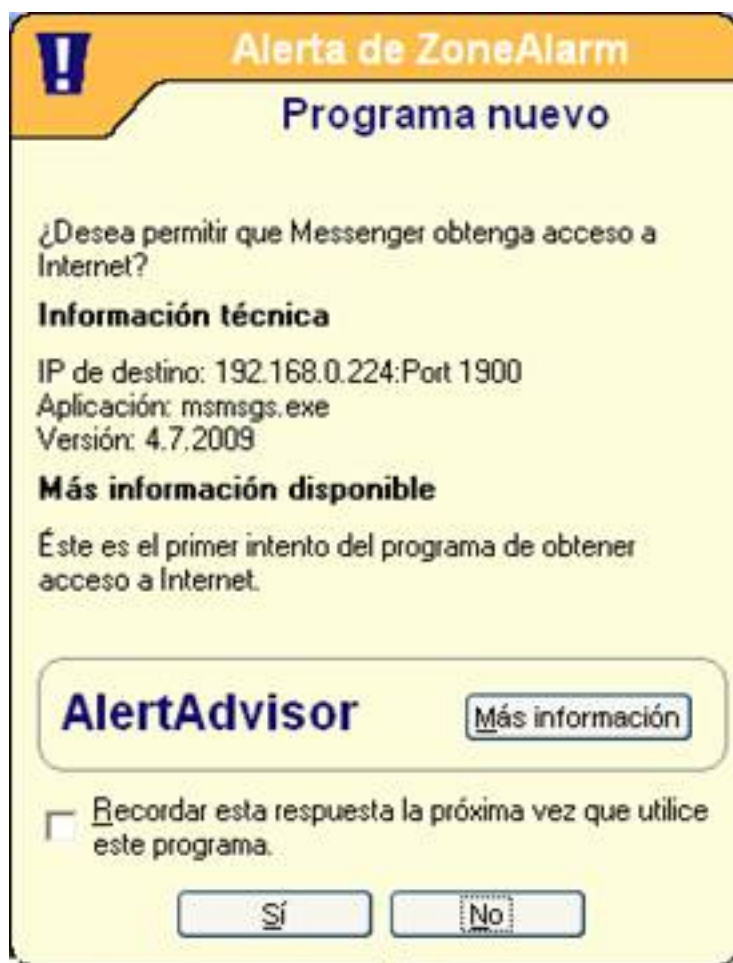 Alerta de ZoneAlarm
Programa nuevo
¿Desea permitir que Messenger obtenga acceso a
Internet?
Información técnica
IP de destino: 192.168.0.224:Port 1900
Aplicación: msmsgs.exe
Versión: 4.7.2009
Más información disponible
Éste es el primer intento del programa de obtener
acceso a Internet.
AlertAdvisor
Más información
Recordar esta respuesta la próxima vez que utilice
este programa.
Sí
No